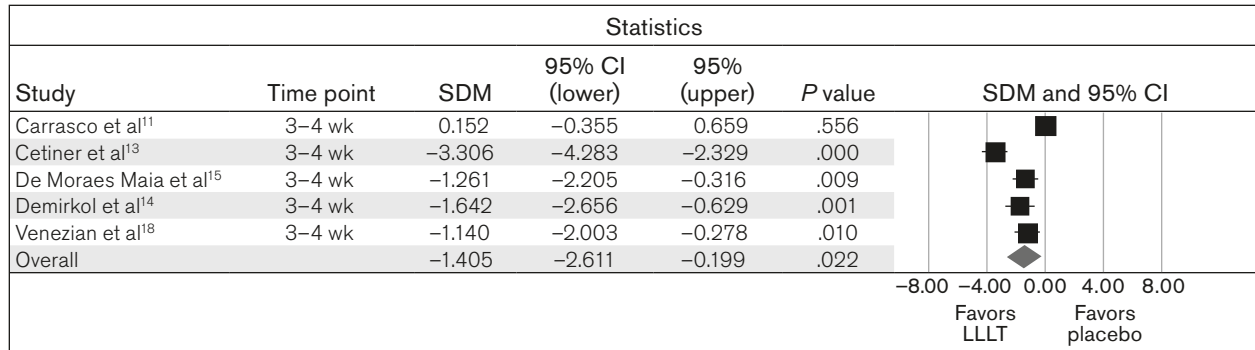 Statistics
Study Time point SDM 95% CI (lower) 95% (upper) P value SDM and 95% CI
Carrasco et al¹¹ 3–4 wk 0.152 –0.355 0.659 .556
Cetiner et al¹³ 3–4 wk –3.306 –4.283 –2.329 .000
De Moraes Maia et al¹⁵ 3–4 wk –1.261 –2.205 –0.316 .009
Demirkol et al¹⁴ 3–4 wk –1.642 –2.656 –0.629 .001
Venezian et al¹⁸ 3–4 wk –1.140 –2.003 –0.278 .010
Overall –1.405 –2.611 –0.199 .022
–8.00 –4.00 0.00 4.00 8.00
Favors LLLT Favors placebo